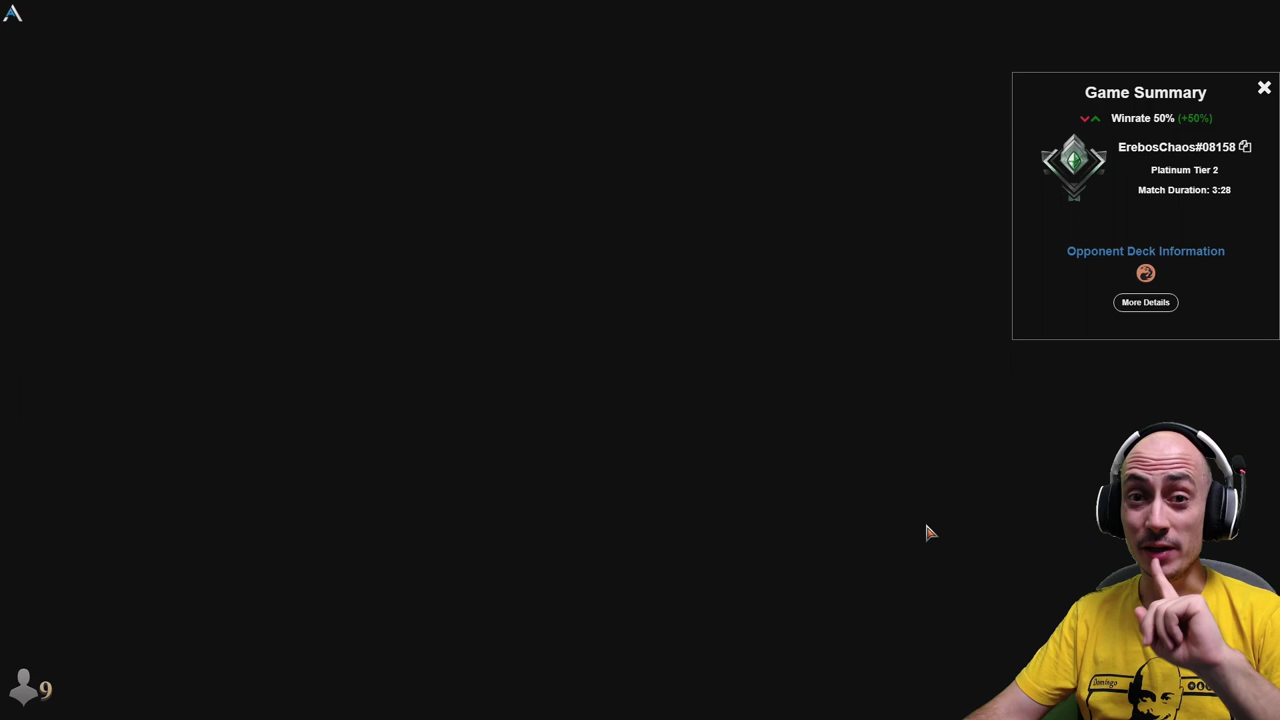 Game Summary
Winrate 50% (+50%)
ErebosChaos#08158
Platinum Tier 2
Match Duration: 3:28
Opponent Deck Information
More Details
9
Domingo